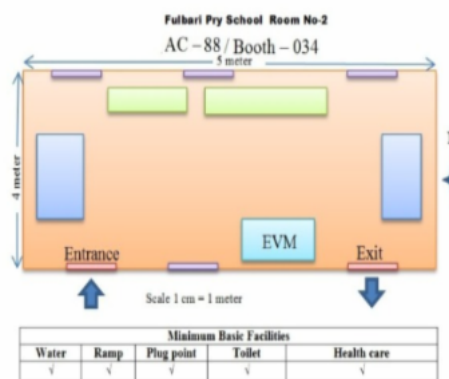 Fulbari Pry School Room No-2
AC – 88 / Booth – 034
5 meter
4 meter
Entrance
EVM
Exit
Scale 1 cm = 1 meter
Minimum Basic Facilities
Water Ramp Plug point Toilet Health care
√ √ √ √ √